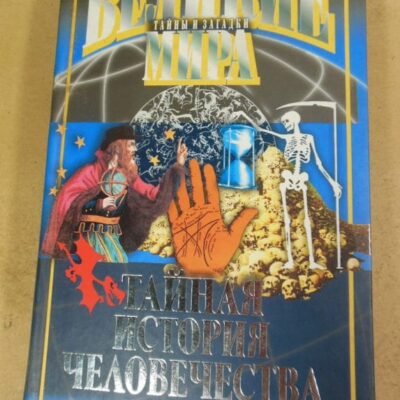 ВЕЛИКИЕ
ТАЙНЫ И ЗАГАДКИ
МИРА
ТАЙНАЯ
ИСТОРИЯ
ЧЕЛОВЕЧЕСТВА